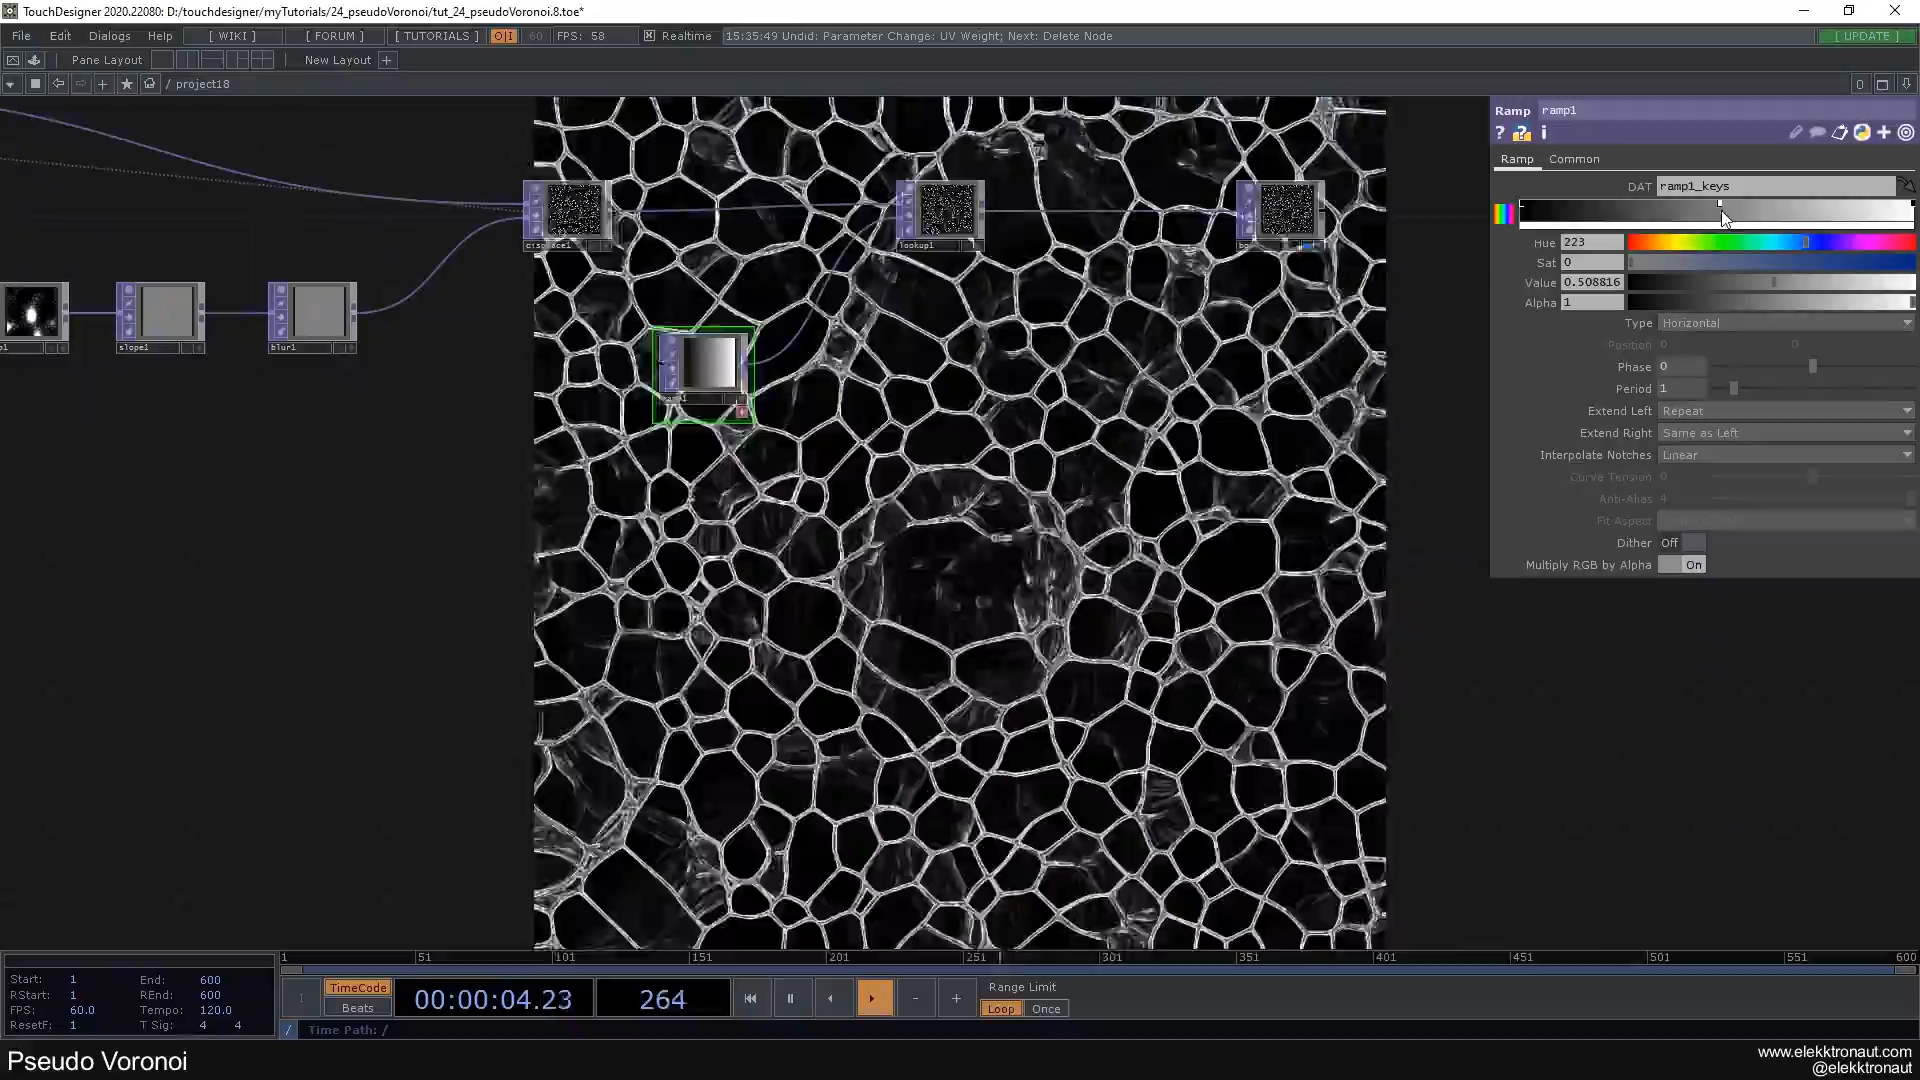 TouchDesigner 2020.22080: D:/touchdesigner/myTutorials/24_pseudoVoronoi/tut_24_pseudoVoronoi.8.toe*
File Edit Dialogs Help [ WIKI ] [ FORUM ] [ TUTORIALS ] O|I 60 FPS: 58 Realtime 15:35:49 Undid: Parameter Change: UV Weight; Next: Delete Node [ UPDATE ]
Pane Layout New Layout +
/ project18 0
Ramp ramp1
? ? i
Ramp Common
DAT ramp1_keys
Hue 223
Sat 0
Value 0.508816
Alpha 1
Type Horizontal
Position 0 0
Phase 0
Period 1
Extend Left Repeat
Extend Right Same as Left
Interpolate Notches Linear
Curve Tension 0
Anti-Alias 4
Fit Aspect
Dither Off
Multiply RGB by Alpha On
displace1 lookup1
slope1 blur1
1 51 101 151 201 251 301 351 401 451 501 551 600
Start: 1 End: 600
RStart: 1 REnd: 600
FPS: 60.0 Tempo: 120.0
ResetF: 1 T Sig: 4 4
TimeCode
Beats
00:00:04.23 264
Range Limit
Loop Once
/ Time Path: /
Pseudo Voronoi
www.elekktronaut.com
@elekktronaut